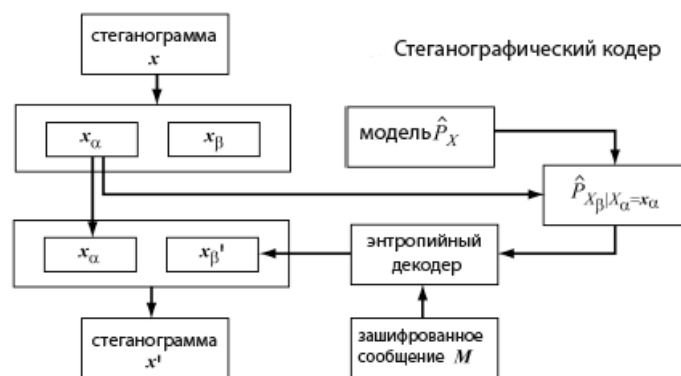 стеганограмма
x
Стеганографический кодер
xα xβ
модель P̂X
P̂Xβ|Xα=xα
xα xβ'
энтропийный
декодер
стеганограмма
x'
зашифрованное
сообщение M